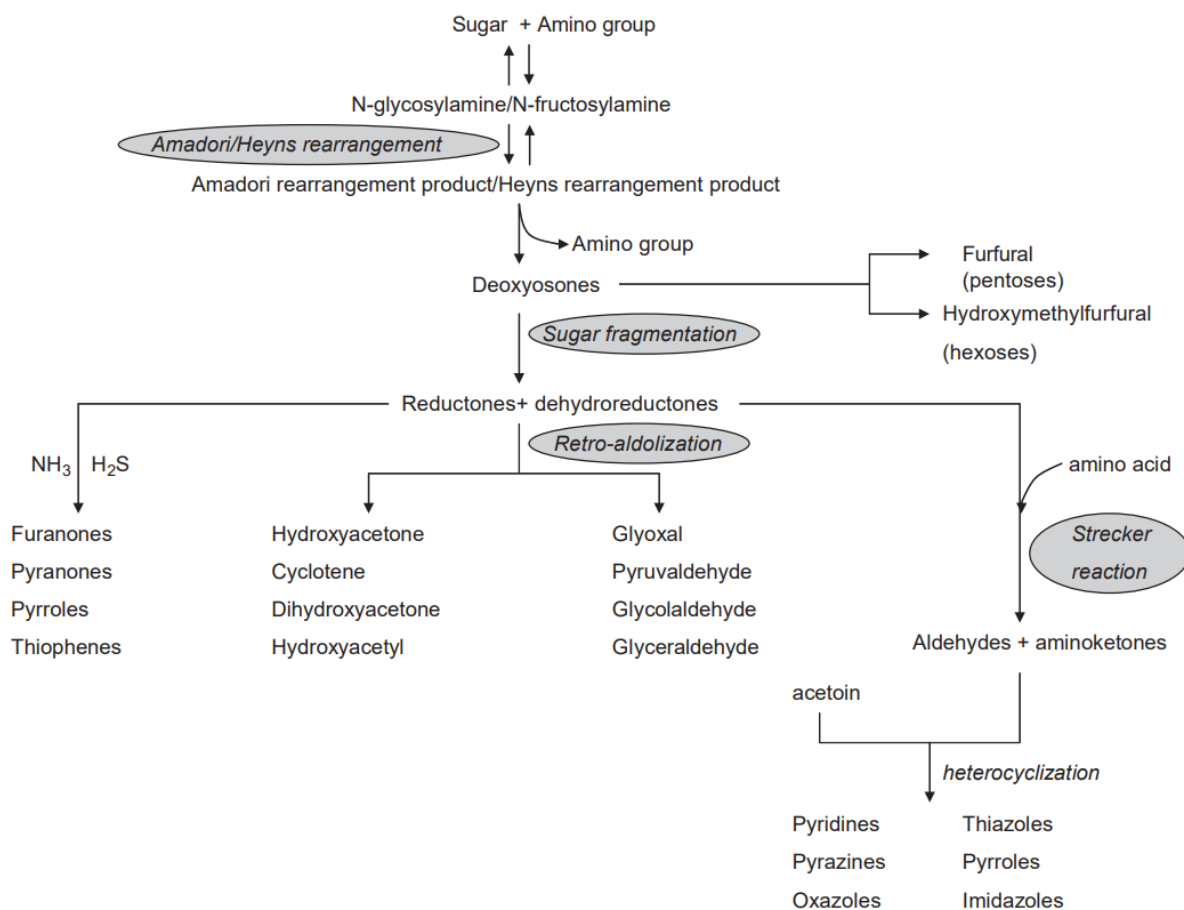 Sugar + Amino group
N-glycosylamine/N-fructosylamine
Amadori/Heyns rearrangement
Amadori rearrangement product/Heyns rearrangement product
Amino group
Deoxyosones
Furfural
(pentoses)
Hydroxymethylfurfural
(hexoses)
Sugar fragmentation
Reductones+ dehydroreductones
Retro-aldolization
NH₃ H₂S
amino acid
Furanones
Pyranones
Pyrroles
Thiophenes
Hydroxyacetone
Cyclotene
Dihydroxyacetone
Hydroxyacetyl
Glyoxal
Pyruvaldehyde
Glycolaldehyde
Glyceraldehyde
Strecker
reaction
Aldehydes + aminoketones
acetoin
heterocyclization
Pyridines
Pyrazines
Oxazoles
Thiazoles
Pyrroles
Imidazoles